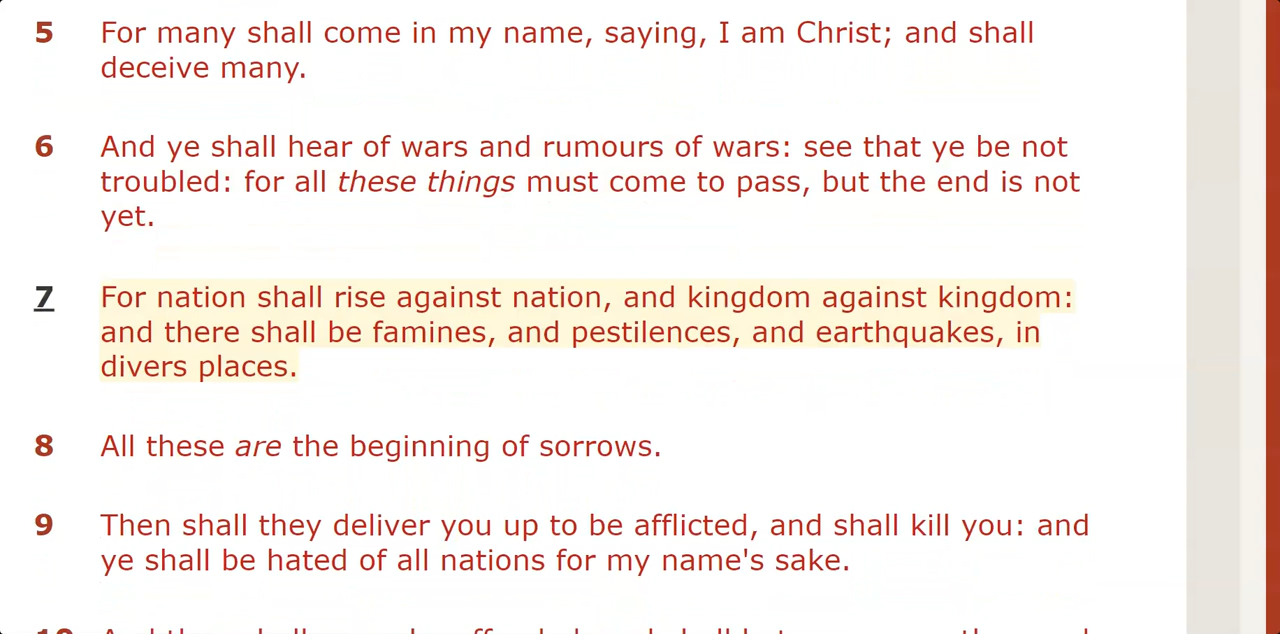 5 For many shall come in my name, saying, I am Christ; and shall
deceive many.
6 And ye shall hear of wars and rumours of wars: see that ye be not
troubled: for all these things must come to pass, but the end is not
yet.
7 For nation shall rise against nation, and kingdom against kingdom:
and there shall be famines, and pestilences, and earthquakes, in
divers places.
8 All these are the beginning of sorrows.
9 Then shall they deliver you up to be afflicted, and shall kill you: and
ye shall be hated of all nations for my name's sake.